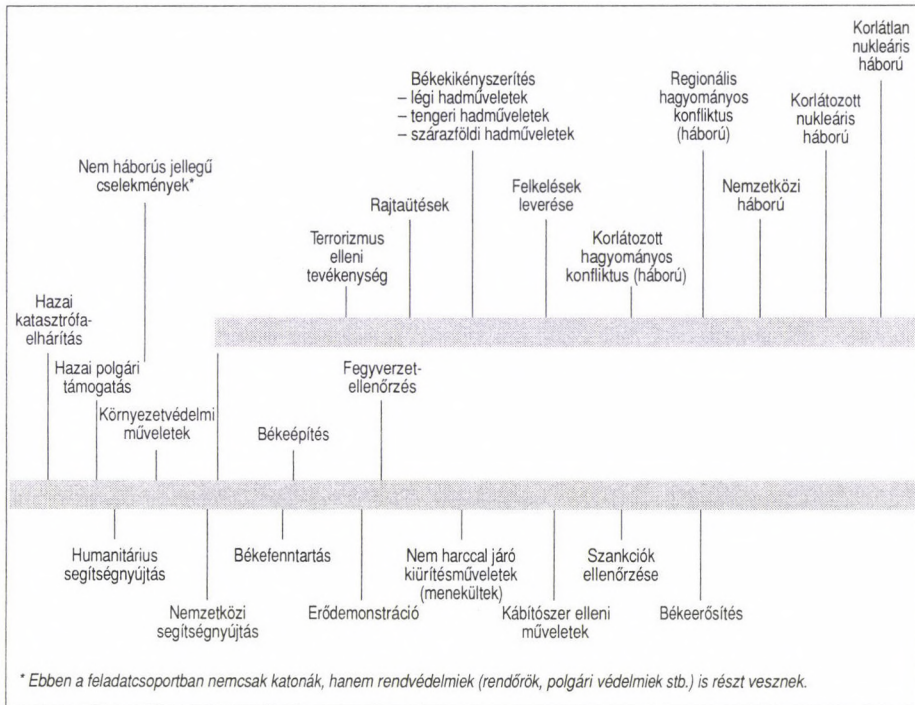 Korlátlan
nukleáris
háború
Békekikényszerítés
– légi hadműveletek
– tengeri hadműveletek
– szárazföldi hadműveletek
Regionális
hagyományos
konfliktus
(háború)
Korlátozott
nukleáris
háború
Nem háborús jellegű
cselekmények*
Rajtaütések
Felkelések
leverése
Nemzetközi
háború
Terrorizmus
elleni
tevékenység
Korlátozott
hagyományos
konfliktus (háború)
Hazai
katasztrófa-
elhárítás
Hazai polgári
támogatás
Környezetvédelmi
műveletek
Békeépítés
Fegyverzet-
ellenőrzés
Humanitárius
segítségnyújtás
Nemzetközi
segítségnyújtás
Békefenntartás
Erődemonstráció
Nem harccal járó
kiürítésműveletek
(menekültek)
Kábítószer elleni
műveletek
Szankciók
ellenőrzése
Békeerősítés
* Ebben a feladatcsoportban nemcsak katonák, hanem rendvédelmiek (rendőrök, polgári védelmiek stb.) is részt vesznek.